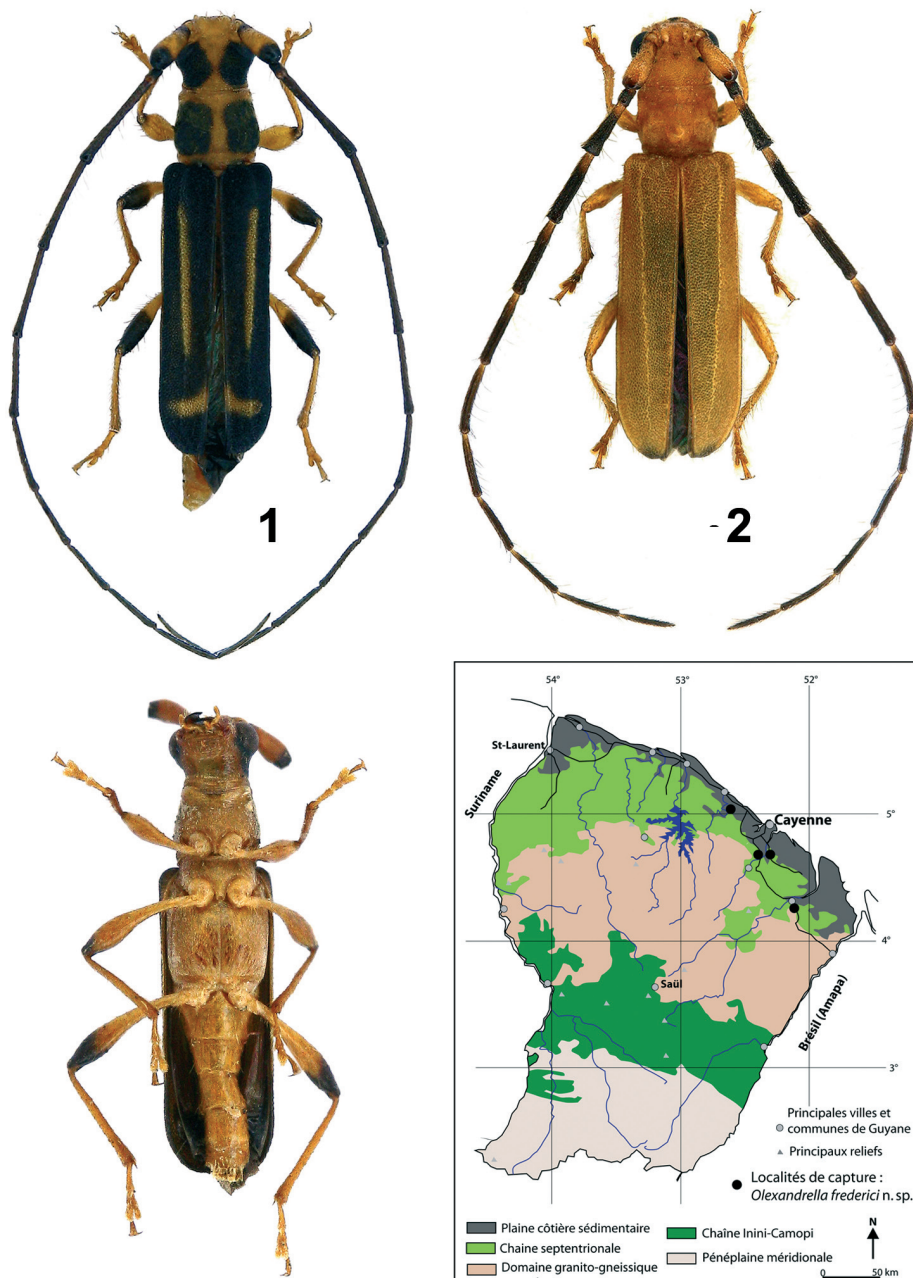 1
-2
54°
53°
52°
St-Laurent
Suriname
5°
Cayenne
4°
Saül
Brésil (Amapa)
3°
Principales villes et
communes de Guyane
Principaux reliefs
Localités de capture :
Olexandrella frederici n. sp.
Plaine côtière sédimentaire
Chaine septentrionale
Domaine granito-gneissique
Chaîne Inini-Camopi
Pénéplaine méridionale
N
0 50 km